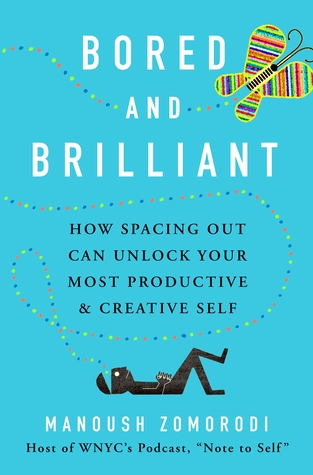 BORED
AND
BRILLIANT
HOW SPACING OUT
CAN UNLOCK YOUR
MOST PRODUCTIVE
& CREATIVE SELF
MANOUSH ZOMORODI
Host of WNYC's Podcast, “Note to Self”